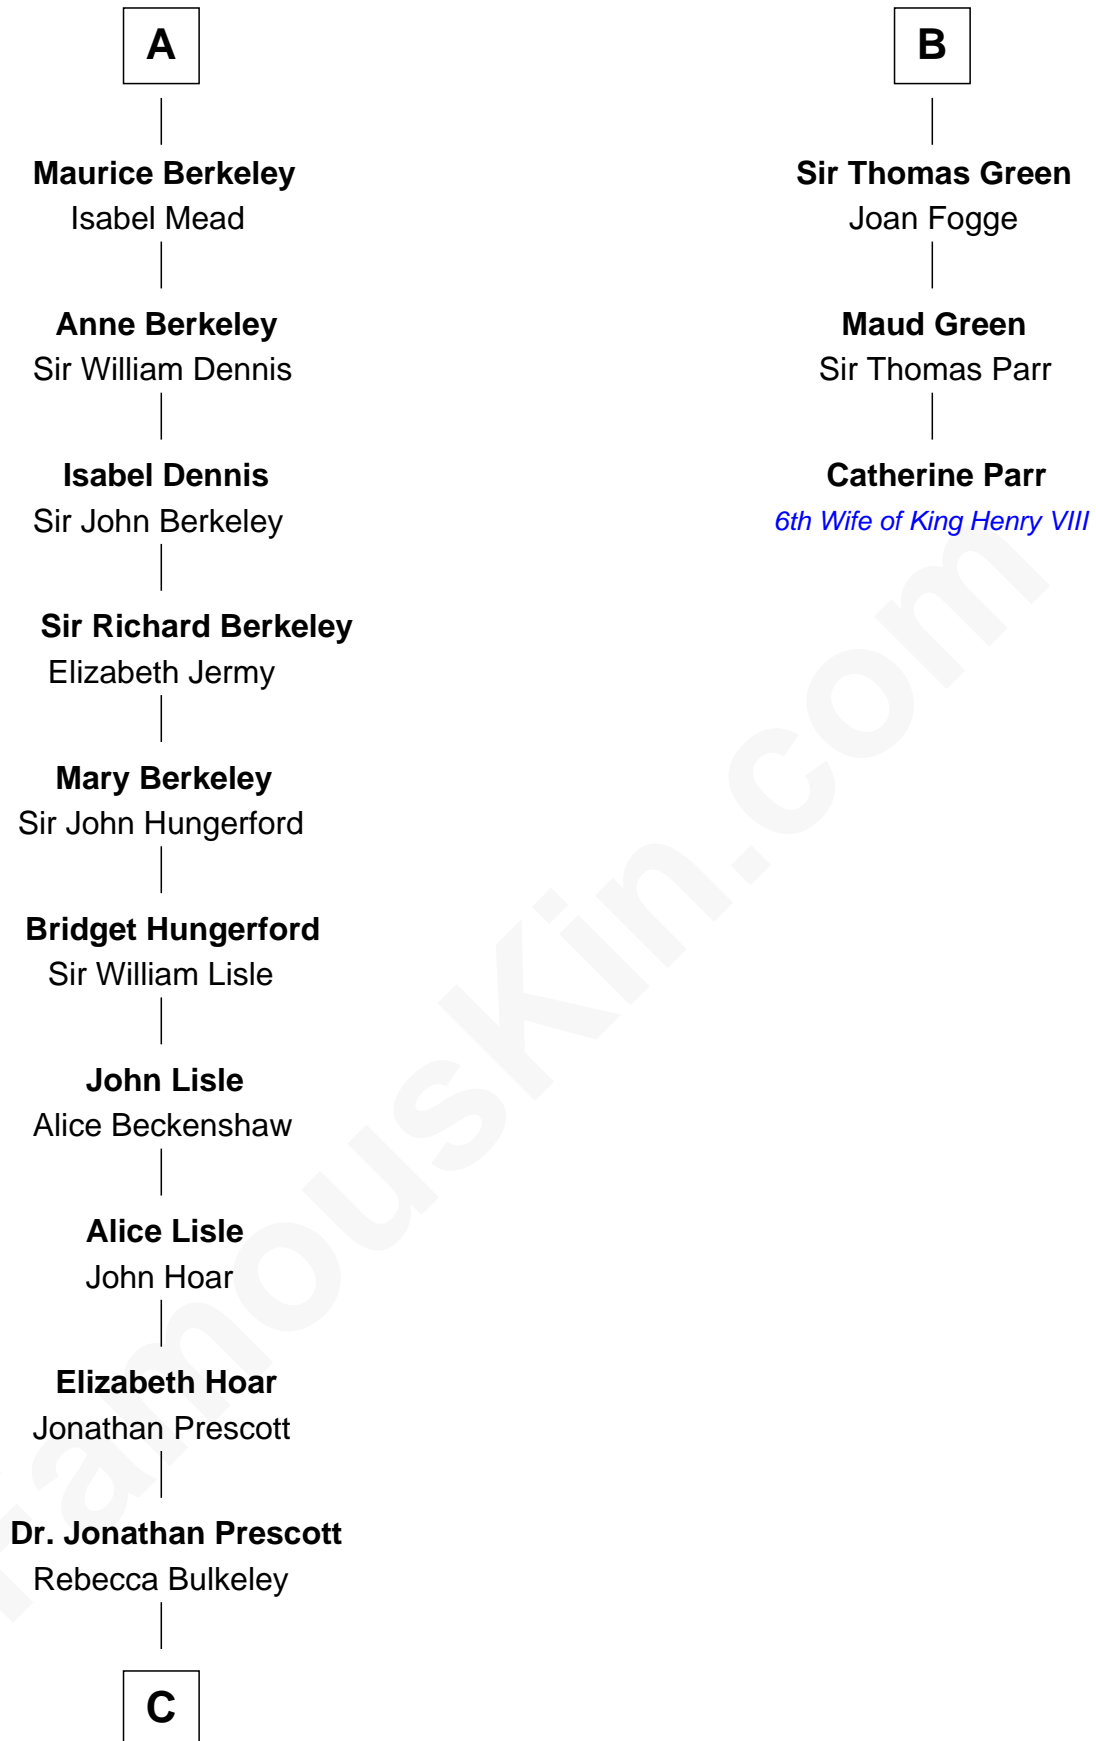 A
Maurice Berkeley
Isabel Mead
Anne Berkeley
Sir William Dennis
Isabel Dennis
Sir John Berkeley
Sir Richard Berkeley
Elizabeth Jermy
Mary Berkeley
Sir John Hungerford
Bridget Hungerford
Sir William Lisle
John Lisle
Alice Beckenshaw
Alice Lisle
John Hoar
Elizabeth Hoar
Jonathan Prescott
Dr. Jonathan Prescott
Rebecca Bulkeley
C
B
Sir Thomas Green
Joan Fogge
Maud Green
Sir Thomas Parr
Catherine Parr
6th Wife of King Henry VIII
FamousKin.com